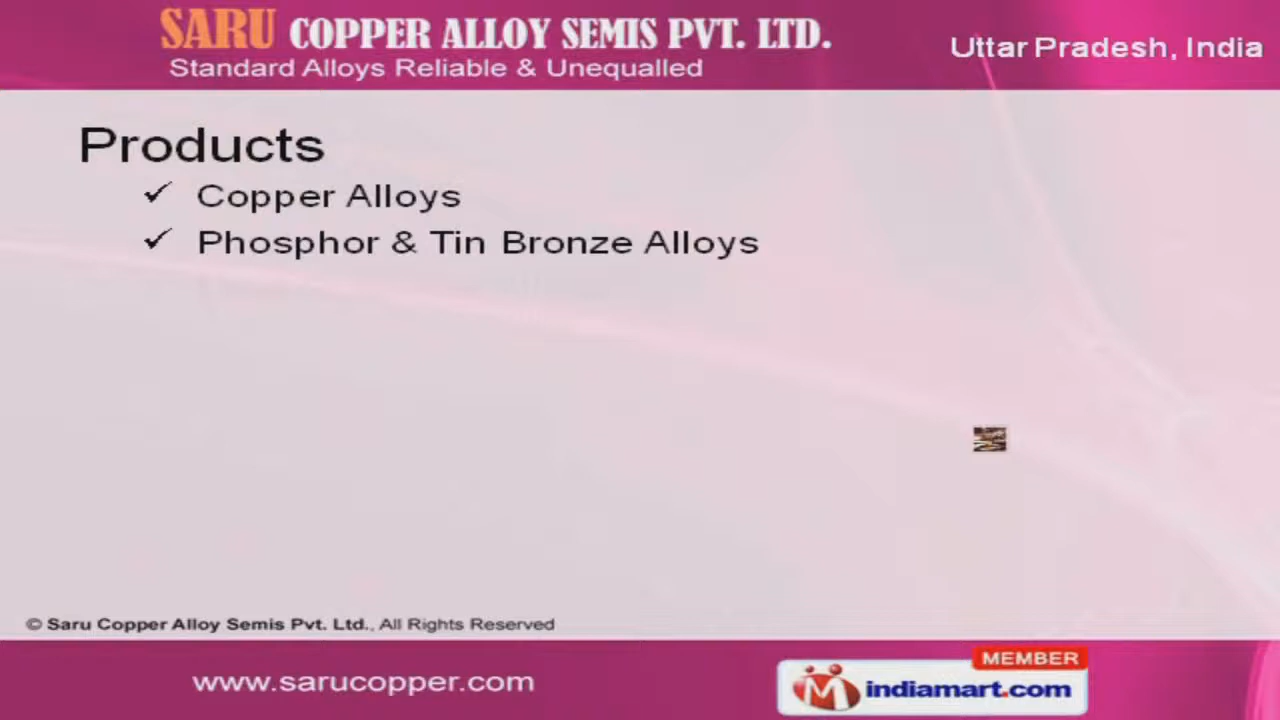 SARU COPPER ALLOY SEMIS PVT. LTD.
Standard Alloys Reliable & Unequalled
Uttar Pradesh, India
Products
✓ Copper Alloys
✓ Phosphor & Tin Bronze Alloys
© Saru Copper Alloy Semis Pvt. Ltd., All Rights Reserved
www.sarucopper.com
MEMBER
indiamart.com